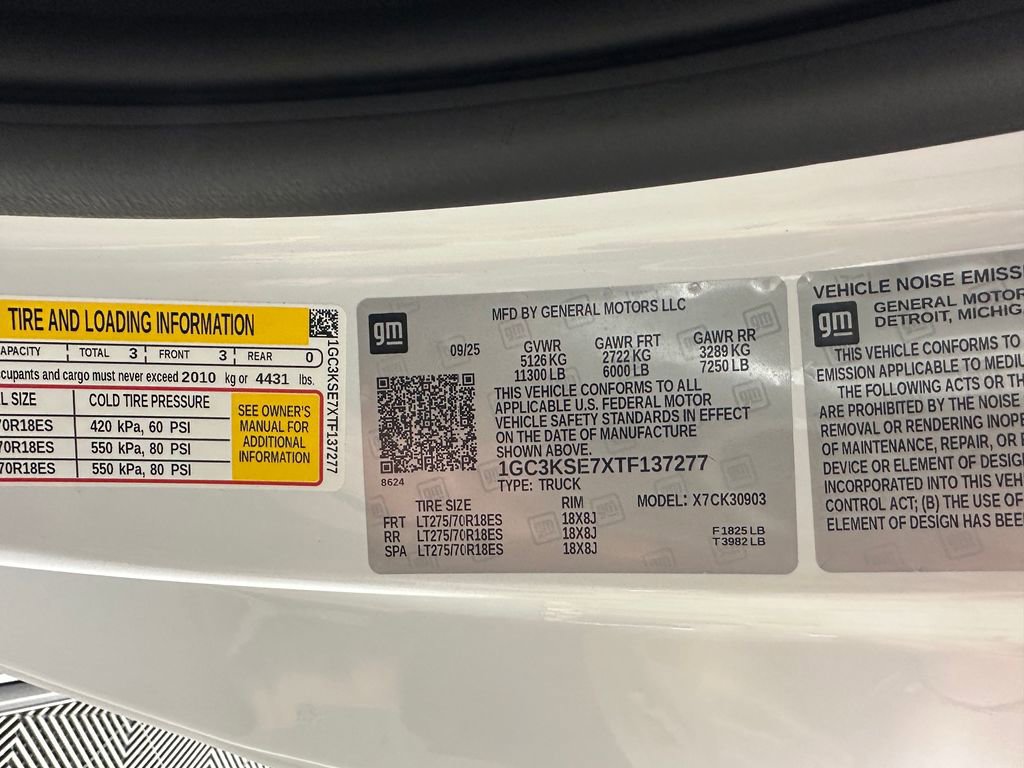 TIRE AND LOADING INFORMATION
APACITY TOTAL 3 FRONT 3 REAR 0
cupants and cargo must never exceed 2010 kg or 4431 lbs.
L SIZE COLD TIRE PRESSURE
70R18ES 420 kPa, 60 PSI
70R18ES 550 kPa, 80 PSI
70R18ES 550 kPa, 80 PSI
SEE OWNER'S
MANUAL FOR
ADDITIONAL
INFORMATION
1GC3KSE7XTF137277
gm
MFD BY GENERAL MOTORS LLC
09/25 GVWR GAWR FRT GAWR RR
5126 KG 2722 KG 3289 KG
11300 LB 6000 LB 7250 LB
THIS VEHICLE CONFORMS TO ALL
APPLICABLE U.S. FEDERAL MOTOR
VEHICLE SAFETY STANDARDS IN EFFECT
ON THE DATE OF MANUFACTURE
SHOWN ABOVE.
1GC3KSE7XTF137277
TYPE: TRUCK
8624
TIRE SIZE RIM MODEL: X7CK30903
FRT LT275/70R18ES 18X8J
RR LT275/70R18ES 18X8J
SPA LT275/70R18ES 18X8J
F1825 LB
T3982 LB
VEHICLE NOISE EMISS
gm
GENERAL MOTOR
DETROIT, MICHIGA
THIS VEHICLE CONFORMS TO
EMISSION APPLICABLE TO MEDIU
THE FOLLOWING ACTS OR TH
ARE PROHIBITED BY THE NOISE
REMOVAL OR RENDERING INOPE
OF MAINTENANCE, REPAIR, OR
DEVICE OR ELEMENT OF DESIG
INCORPORATED INTO THIS VEH
CONTROL ACT; (B) THE USE OF
ELEMENT OF DESIGN HAS BEE